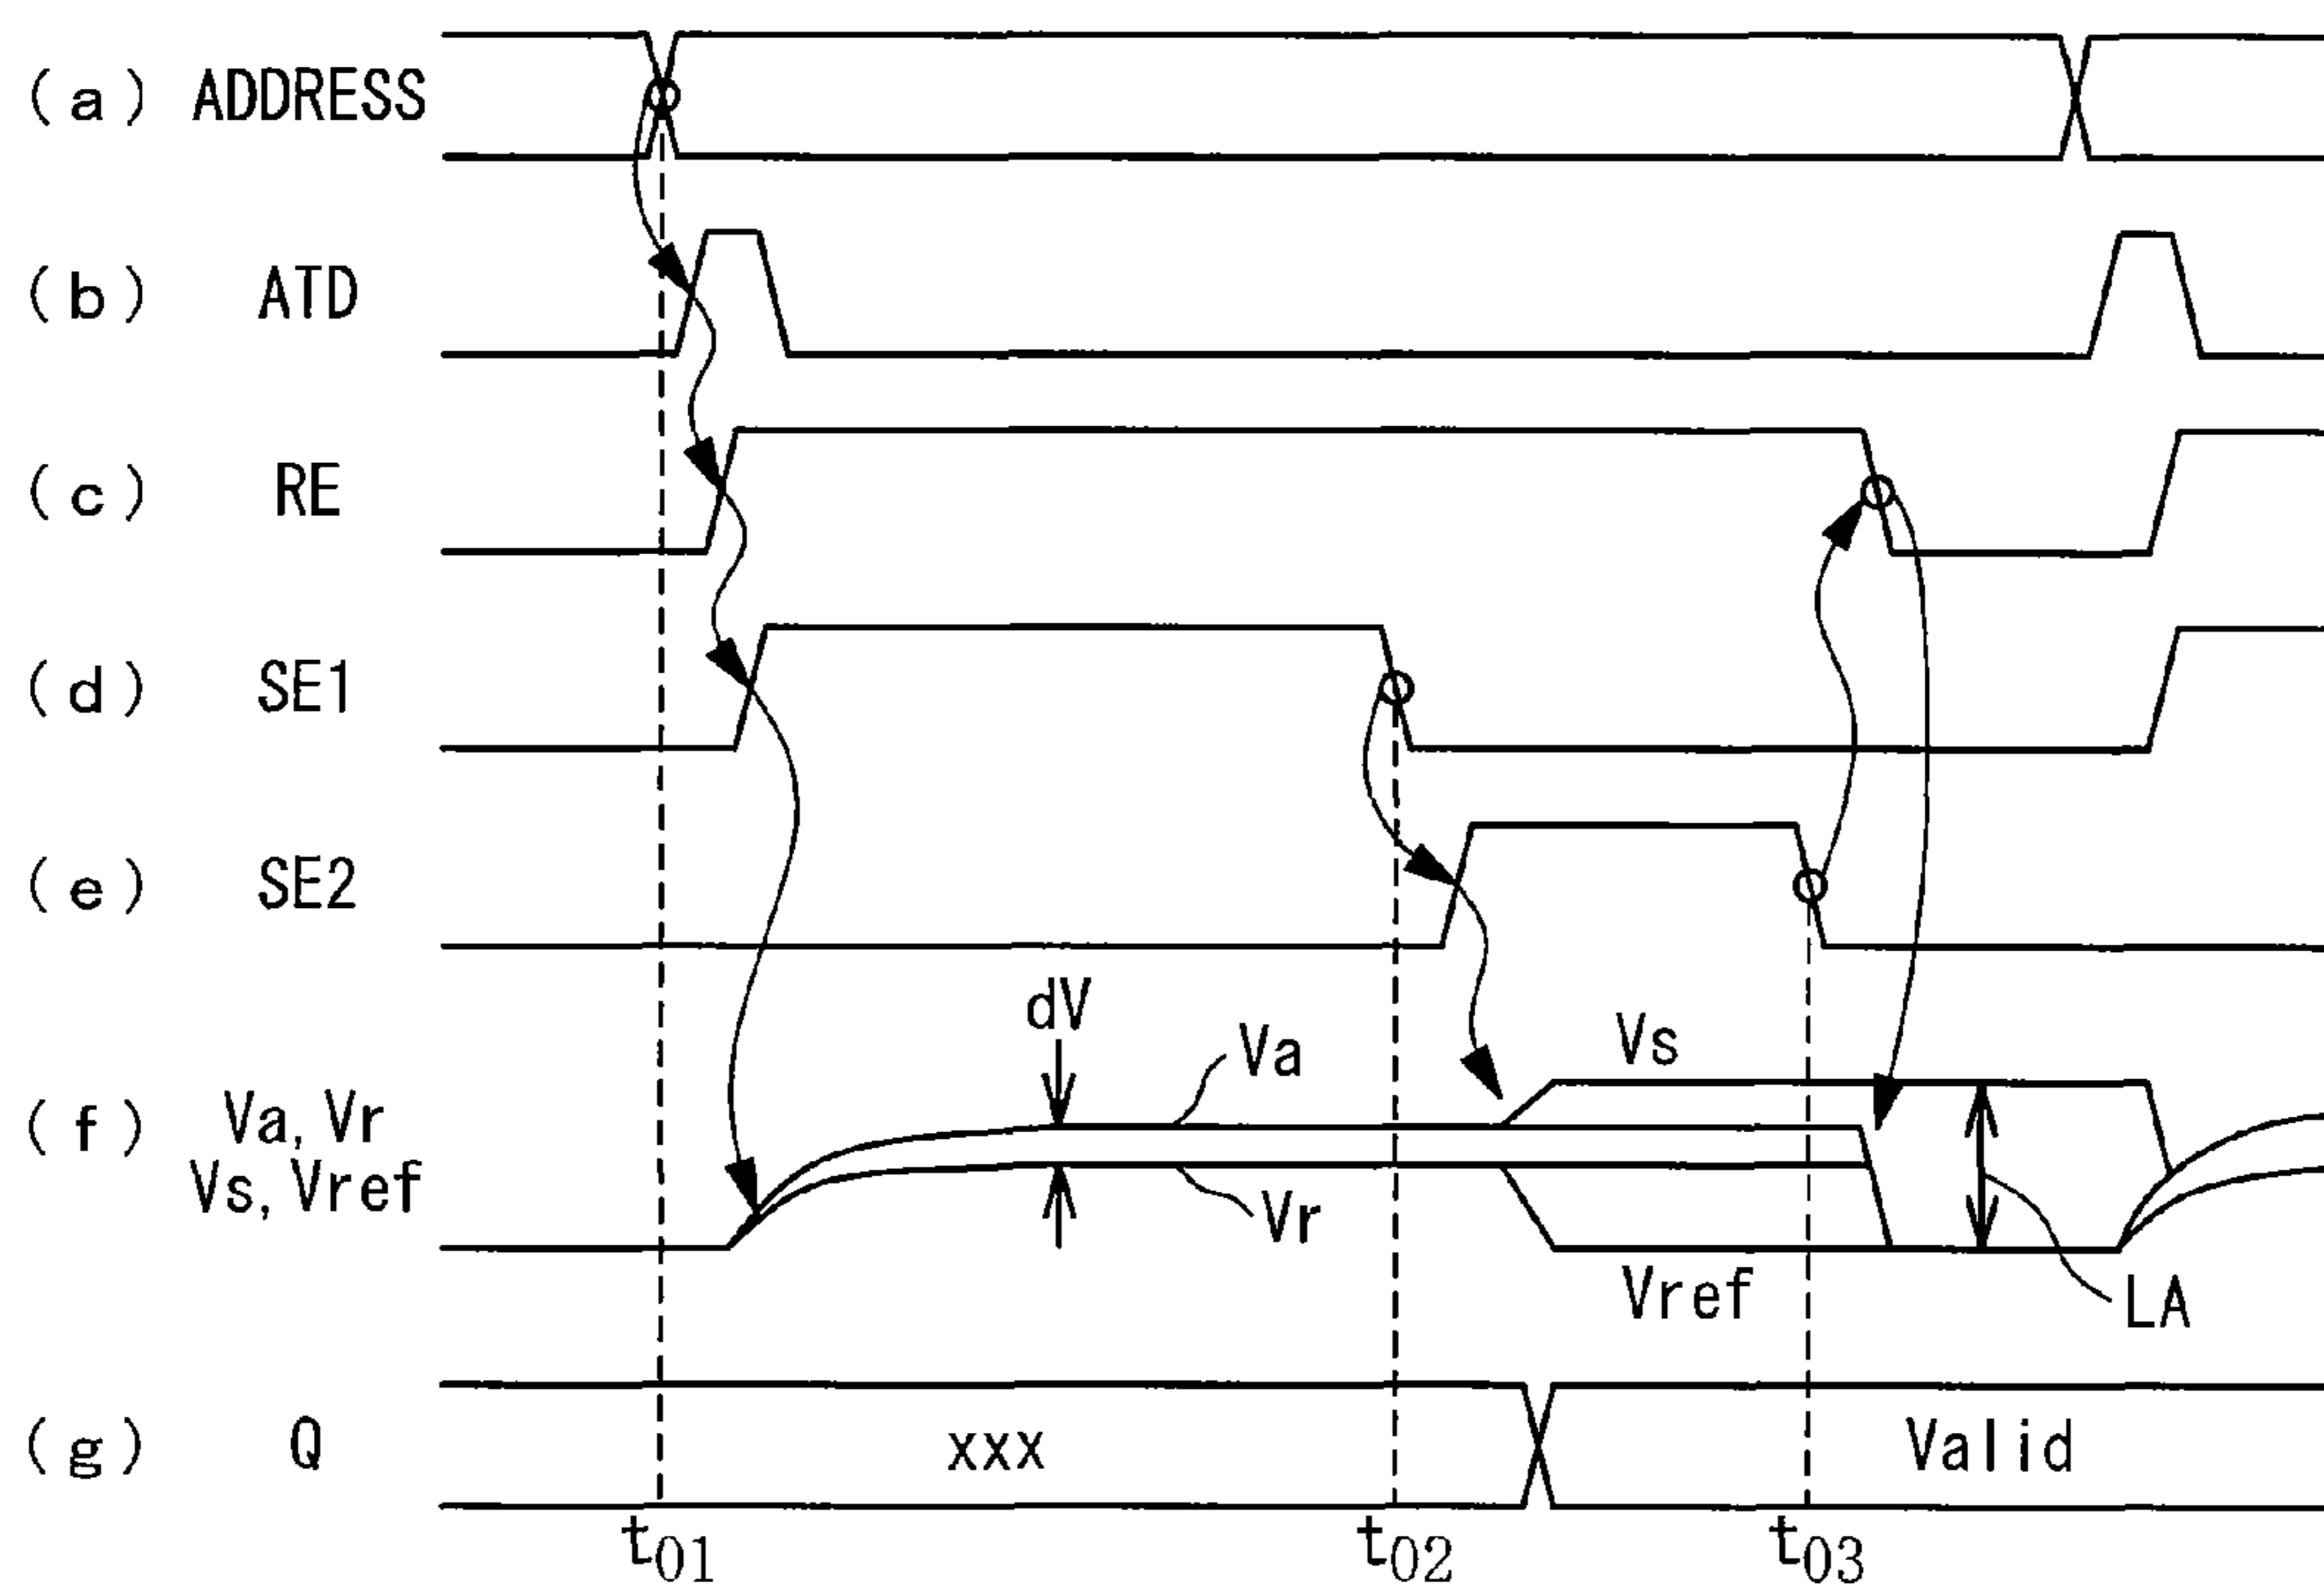 (a) ADDRESS
(b) ATD
(c) RE
(d) SE1
(e) SE2
dV
Va
Vs
(f) Va, Vr
Vs, Vref
Vr
Vref
LA
(g) Q
xxx
Valid
t01
t02
t03